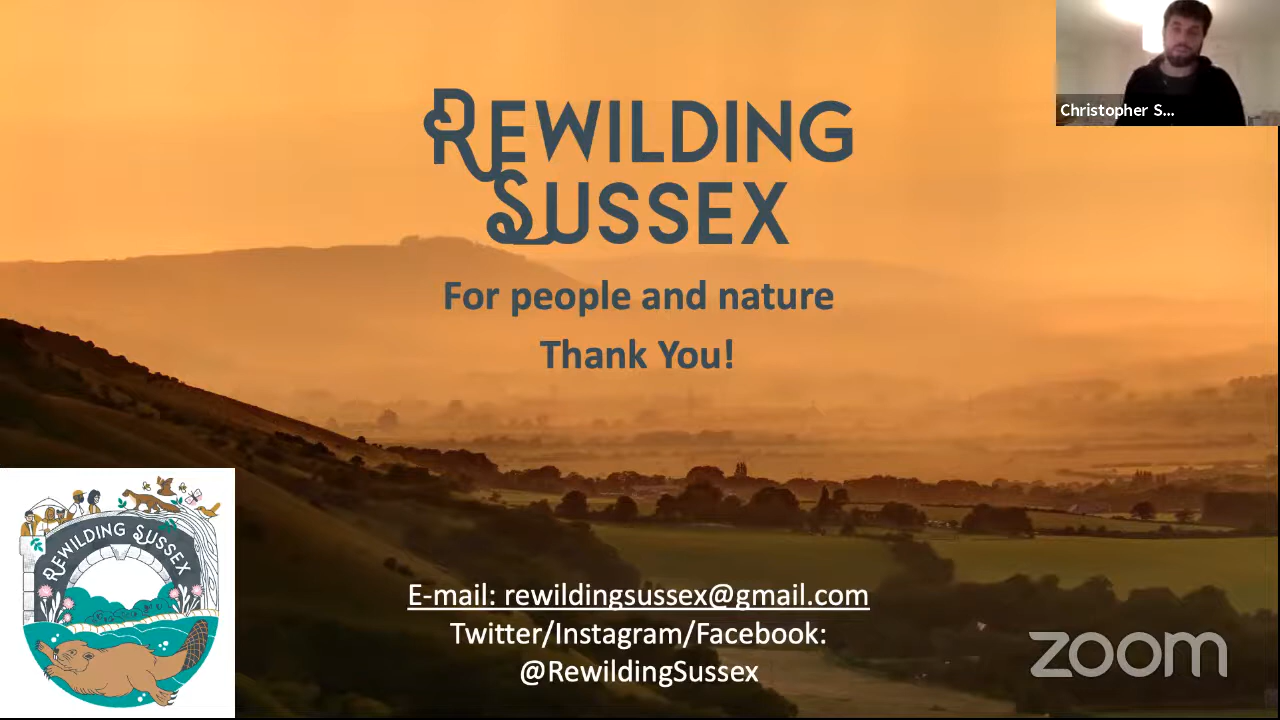 REWILDING
SUSSEX
For people and nature
Thank You!
Christopher S...
REWILDING SUSSEX
E-mail: rewildingsussex@gmail.com
Twitter/Instagram/Facebook:
@RewildingSussex
zoom